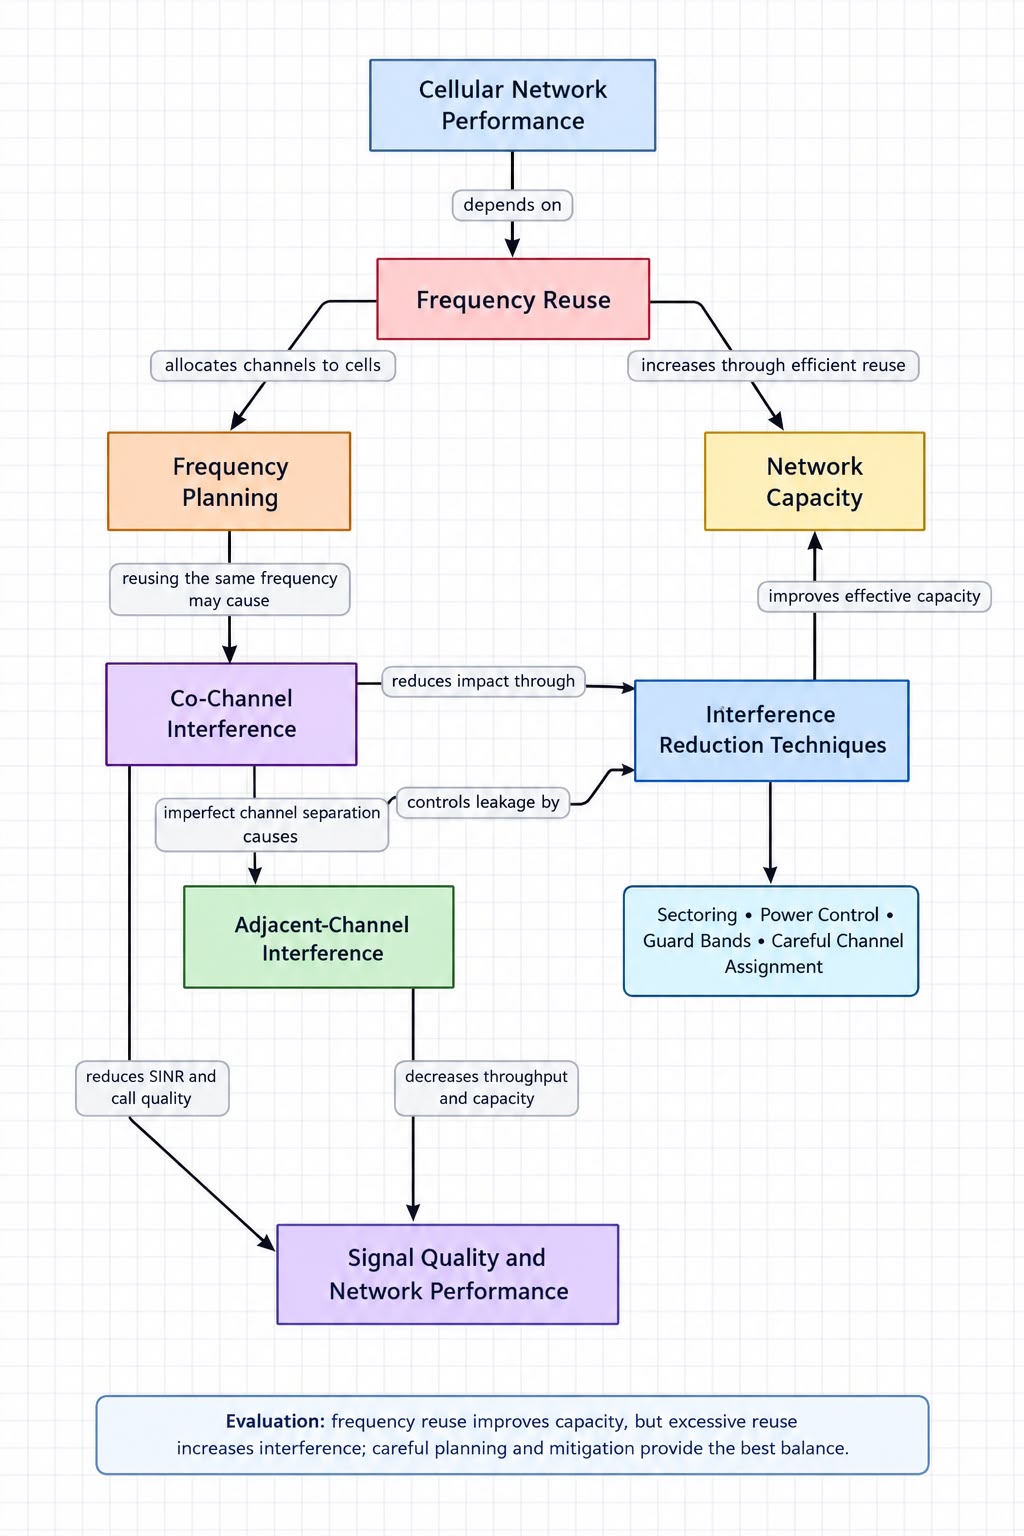 Cellular Network
Performance
depends on
Frequency Reuse
allocates channels to cells
increases through efficient reuse
Frequency
Planning
Network
Capacity
reusing the same frequency
may cause
improves effective capacity
Co-Channel
Interference
reduces impact through
Interference
Reduction Techniques
imperfect channel separation
causes
controls leakage by
Adjacent-Channel
Interference
Sectoring • Power Control •
Guard Bands • Careful Channel
Assignment
reduces SINR and
call quality
decreases throughput
and capacity
Signal Quality and
Network Performance
Evaluation: frequency reuse improves capacity, but excessive reuse
increases interference; careful planning and mitigation provide the best balance.